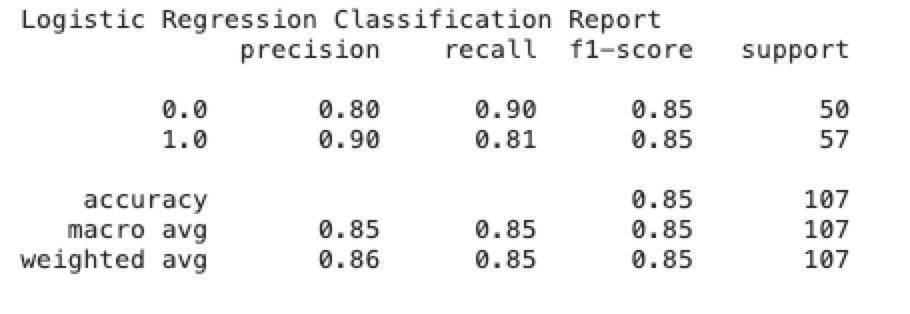 Logistic Regression Classification Report
precision recall f1-score support
0.0 0.80 0.90 0.85 50
1.0 0.90 0.81 0.85 57
accuracy 0.85 107
macro avg 0.85 0.85 0.85 107
weighted avg 0.86 0.85 0.85 107